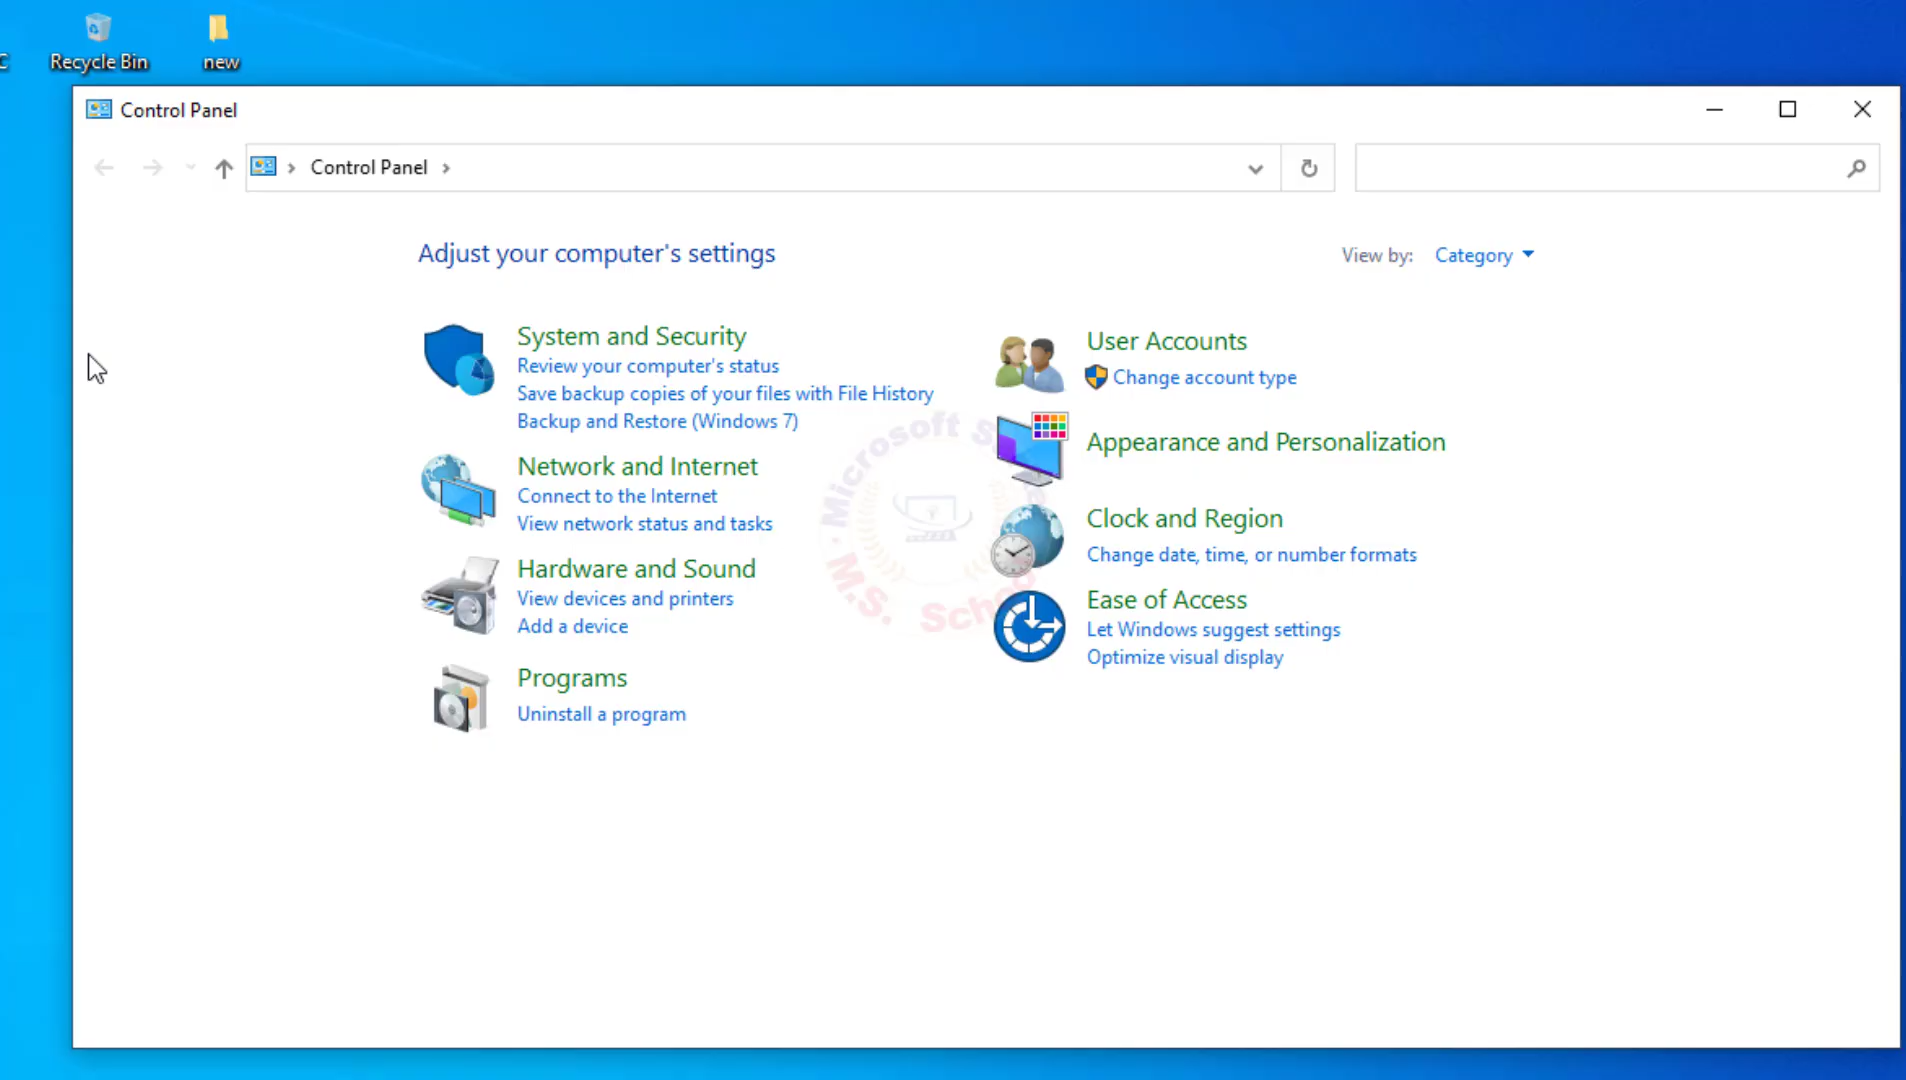 C
Recycle Bin
new
Control Panel
Control Panel
Adjust your computer's settings
View by: Category
System and Security
Review your computer's status
Save backup copies of your files with File History
Backup and Restore (Windows 7)
Network and Internet
Connect to the Internet
View network status and tasks
Hardware and Sound
View devices and printers
Add a device
Programs
Uninstall a program
User Accounts
Change account type
Appearance and Personalization
Clock and Region
Change date, time, or number formats
Ease of Access
Let Windows suggest settings
Optimize visual display
Microsoft
M.S.